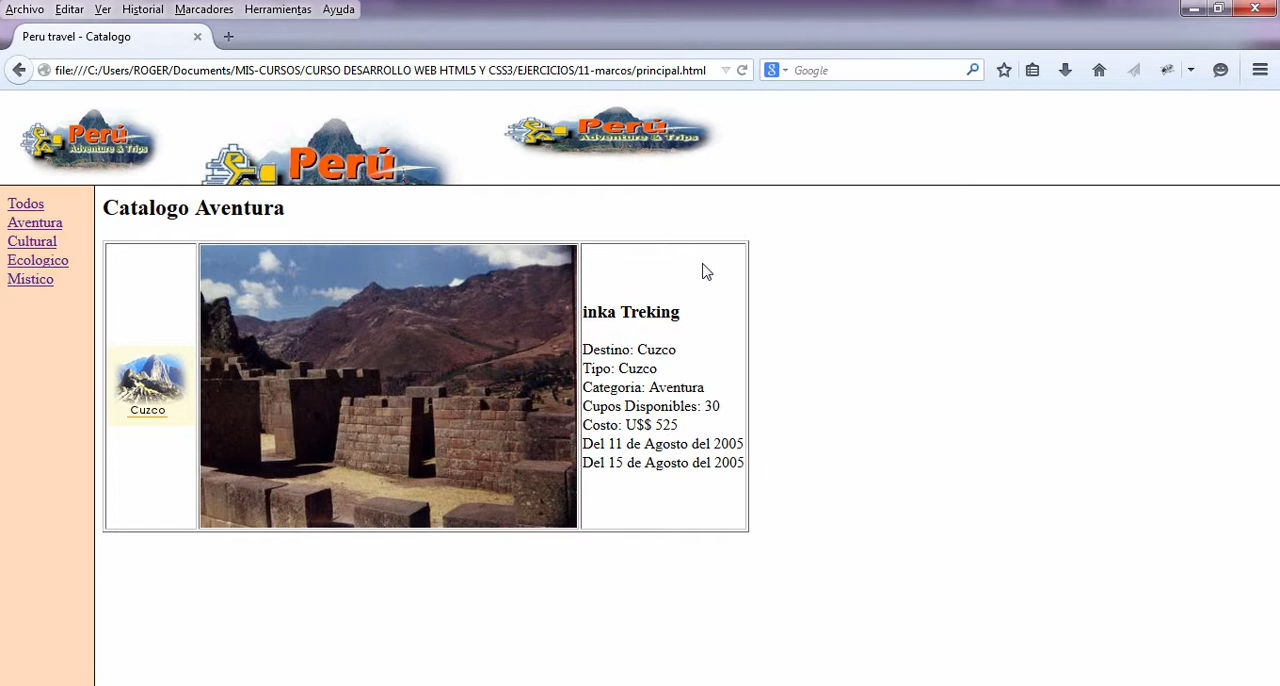 Archivo Editar Ver Historial Marcadores Herramientas Ayuda
Peru travel - Catalogo
file:///C:/Users/ROGER/Documents/MIS-CURSOS/CURSO DESARROLLO WEB HTML5 Y CSS3/EJERCICIOS/11-marcos/principal.html
Google
Perú
Adventure & Trips
Perú
Perú
Adventure & Trips
Todos
Aventura
Cultural
Ecologico
Mistico
Catalogo Aventura
Cuzco
inka Treking
Destino: Cuzco
Tipo: Cuzco
Categoria: Aventura
Cupos Disponibles: 30
Costo: U$$ 525
Del 11 de Agosto del 2005
Del 15 de Agosto del 2005